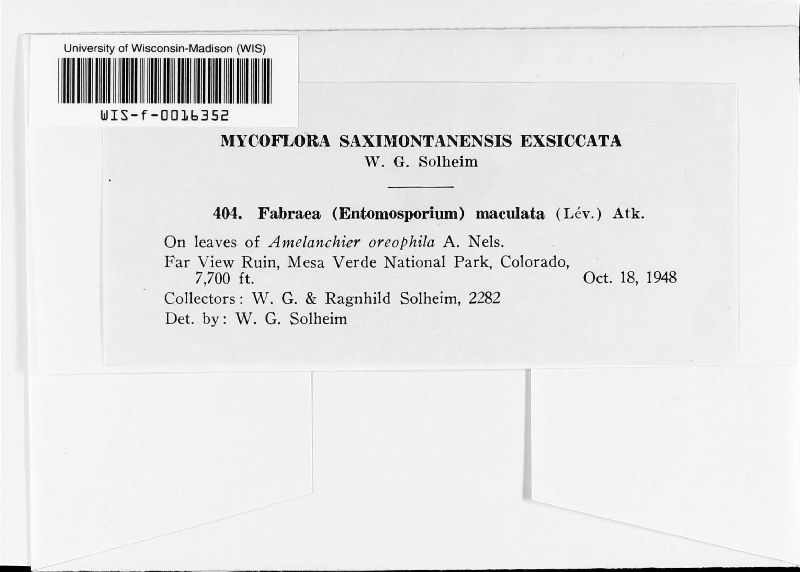 University of Wisconsin-Madison (WIS)
WIS-f-0016352
MYCOFLORA SAXIMONTANENSIS EXSICCATA
W. G. Solheim
404. Fabraea (Entomosporium) maculata (Lév.) Atk.
On leaves of Amelanchier oreophila A. Nels.
Far View Ruin, Mesa Verde National Park, Colorado,
7,700 ft. Oct. 18, 1948
Collectors: W. G. & Ragnhild Solheim, 2282
Det. by: W. G. Solheim